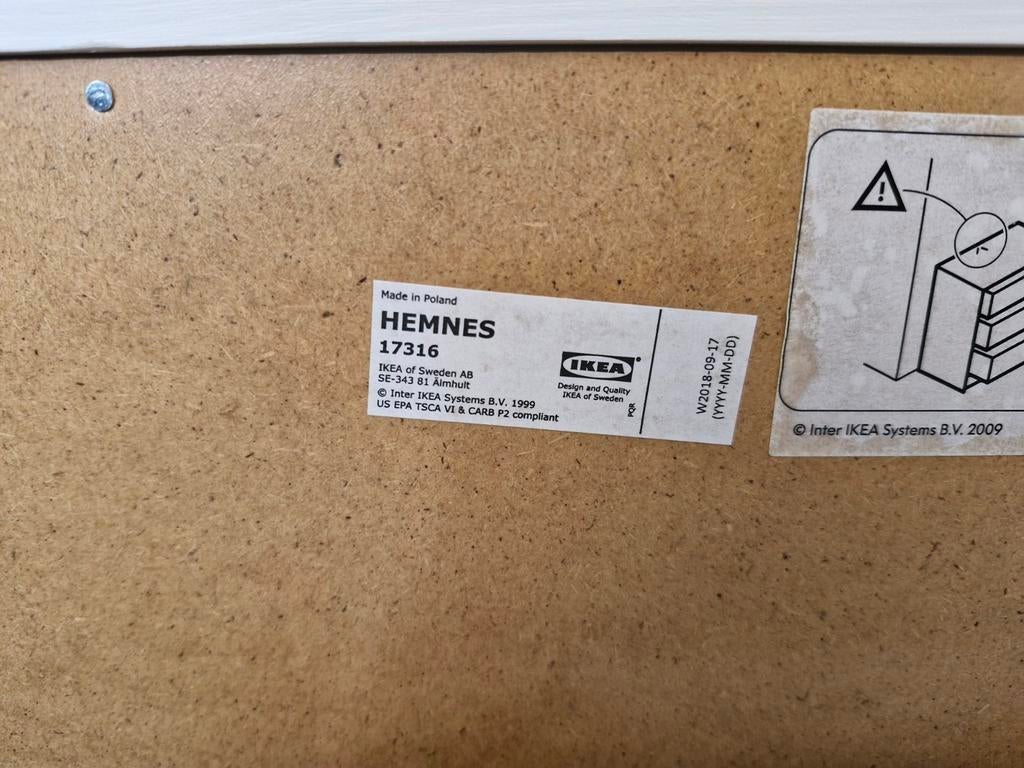 Made in Poland
HEMNES
17316
IKEA of Sweden AB
SE-343 81 Älmhult
© Inter IKEA Systems B.V. 1999
US EPA TSCA VI & CARB P2 compliant
IKEA®
Design and Quality
IKEA of Sweden
PQR
W2018-09-17
(YYYY-MM-DD)
!
© Inter IKEA Systems B.V. 2009